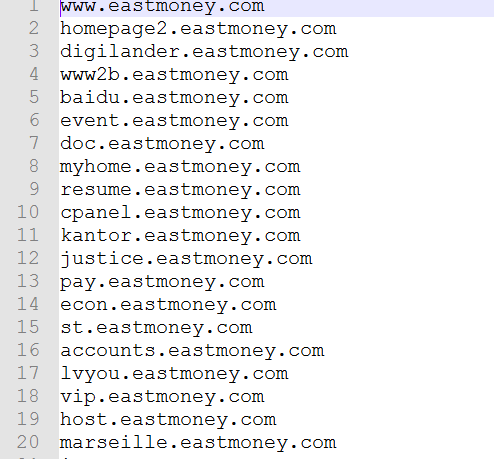 1 www.eastmoney.com
2 homepage2.eastmoney.com
3 digilander.eastmoney.com
4 www2b.eastmoney.com
5 baidu.eastmoney.com
6 event.eastmoney.com
7 doc.eastmoney.com
8 myhome.eastmoney.com
9 resume.eastmoney.com
10 cpanel.eastmoney.com
11 kantor.eastmoney.com
12 justice.eastmoney.com
13 pay.eastmoney.com
14 econ.eastmoney.com
15 st.eastmoney.com
16 accounts.eastmoney.com
17 lvyou.eastmoney.com
18 vip.eastmoney.com
19 host.eastmoney.com
20 marseille.eastmoney.com